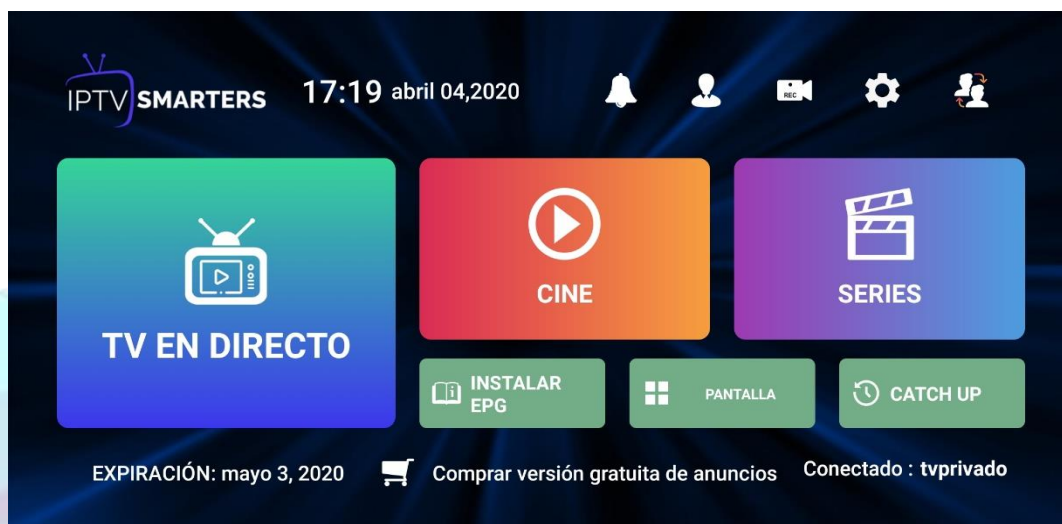 IPTV SMARTERS
17:19 abril 04,2020
REC
TV EN DIRECTO
CINE
SERIES
INSTALAR
EPG
PANTALLA
CATCH UP
EXPIRACIÓN: mayo 3, 2020
Comprar versión gratuita de anuncios
Conectado : tvprivado